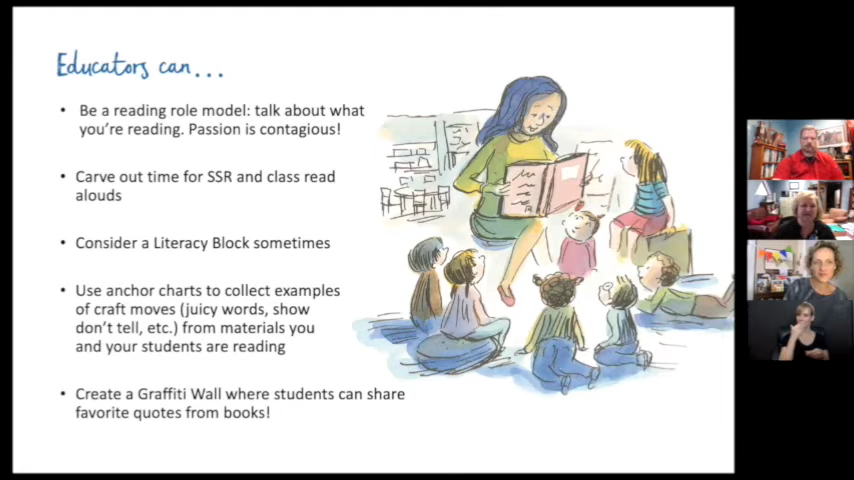 Educators can...
• Be a reading role model: talk about what
you're reading. Passion is contagious!
• Carve out time for SSR and class read
alouds
• Consider a Literacy Block sometimes
• Use anchor charts to collect examples
of craft moves (juicy words, show
don't tell, etc.) from materials you
and your students are reading
• Create a Graffiti Wall where students can share
favorite quotes from books!